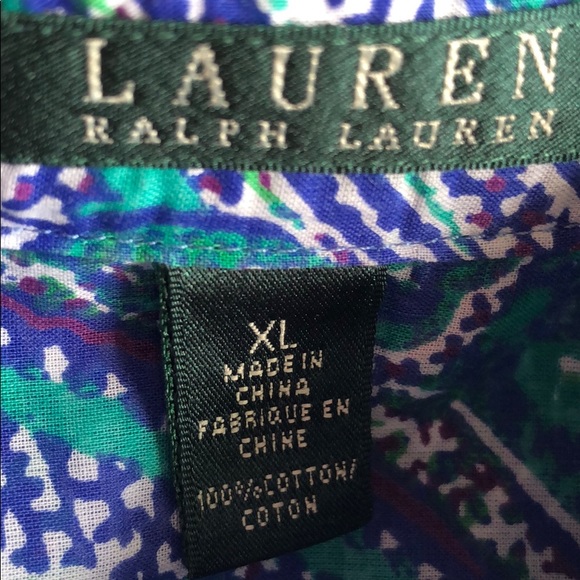 LAUREN
RALPH LAUREN
XL
MADE IN
CHINA
FABRIQUE EN
CHINE
100%COTTON/
COTON